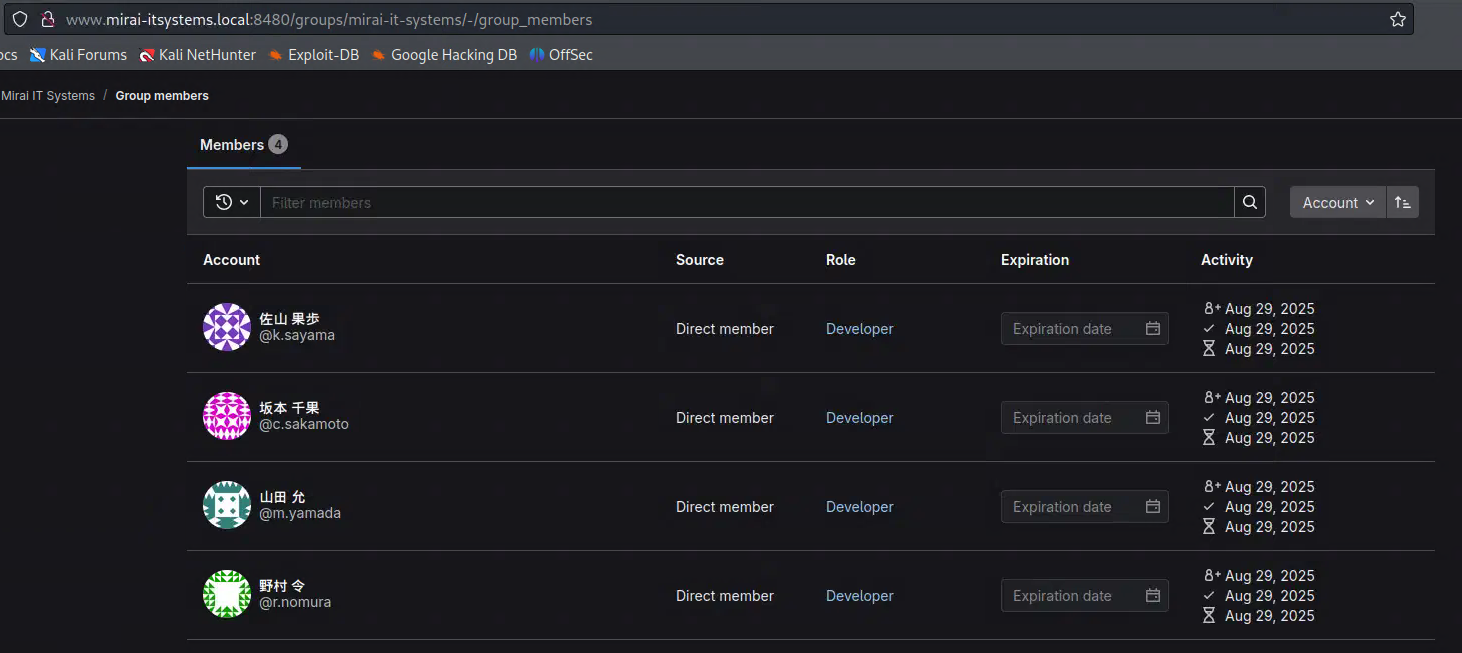 www.mirai-itsystems.local:8480/groups/mirai-it-systems/-/group_members
ocs Kali Forums Kali NetHunter Exploit-DB Google Hacking DB OffSec
Mirai IT Systems / Group members
Members 4
Filter members Account
Account Source Role Expiration Activity
佐山 果歩
@k.sayama
Direct member Developer Expiration date
Aug 29, 2025
Aug 29, 2025
Aug 29, 2025
坂本 千果
@c.sakamoto
Direct member Developer Expiration date
Aug 29, 2025
Aug 29, 2025
Aug 29, 2025
山田 允
@m.yamada
Direct member Developer Expiration date
Aug 29, 2025
Aug 29, 2025
Aug 29, 2025
野村 令
@r.nomura
Direct member Developer Expiration date
Aug 29, 2025
Aug 29, 2025
Aug 29, 2025